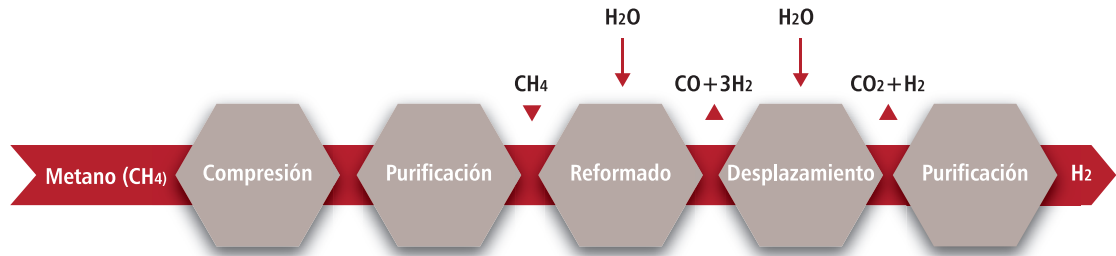 H2O
H2O
CH4
CO+3H2
CO2+H2
Metano (CH4)
Compresión
Purificación
Reformado
Desplazamiento
Purificación
H2